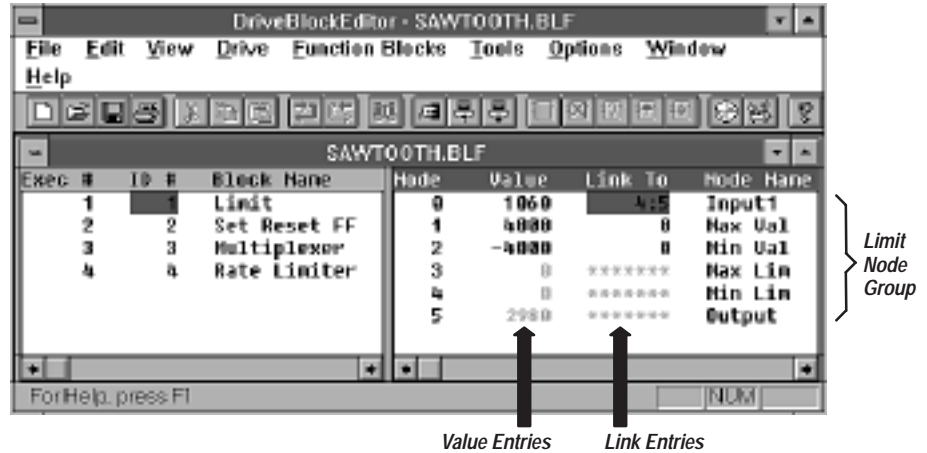 DriveBlockEditor - SAWTOOTH.BLF
File Edit View Drive Function Blocks Tools Options Window
Help
SAWTOOTH.BLF
Exec # ID # Block Name Node Value Link To Node Name
1 1 Limit 0 1060 4:5 Input1
2 2 Set Reset FF 1 4000 0 Max Val
3 3 Multiplexer 2 -4000 0 Min Val
4 4 Rate Limiter 3 0 ******* Max Lim
4 0 ******* Min Lim
5 2980 ******* Output
Limit
Node
Group
For Help, press F1 NUM
Value Entries Link Entries